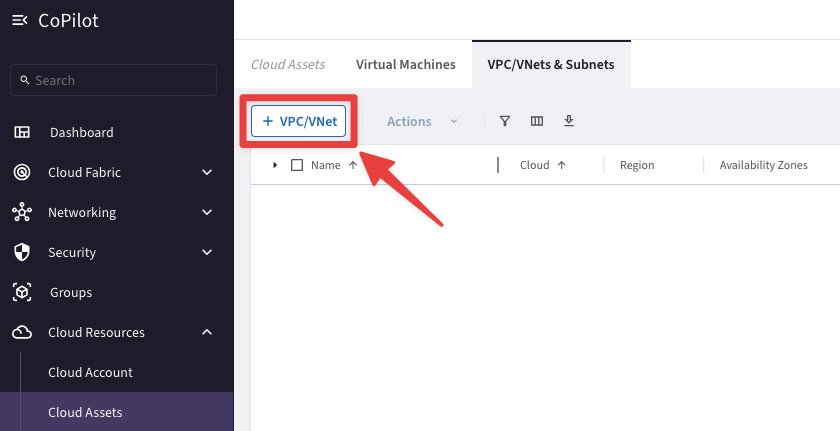 CoPilot
Search
Dashboard
Cloud Fabric
Networking
Security
Groups
Cloud Resources
Cloud Account
Cloud Assets
Cloud Assets Virtual Machines VPC/VNets & Subnets
+ VPC/VNet Actions
Name ↑ Cloud ↑ Region Availability Zones